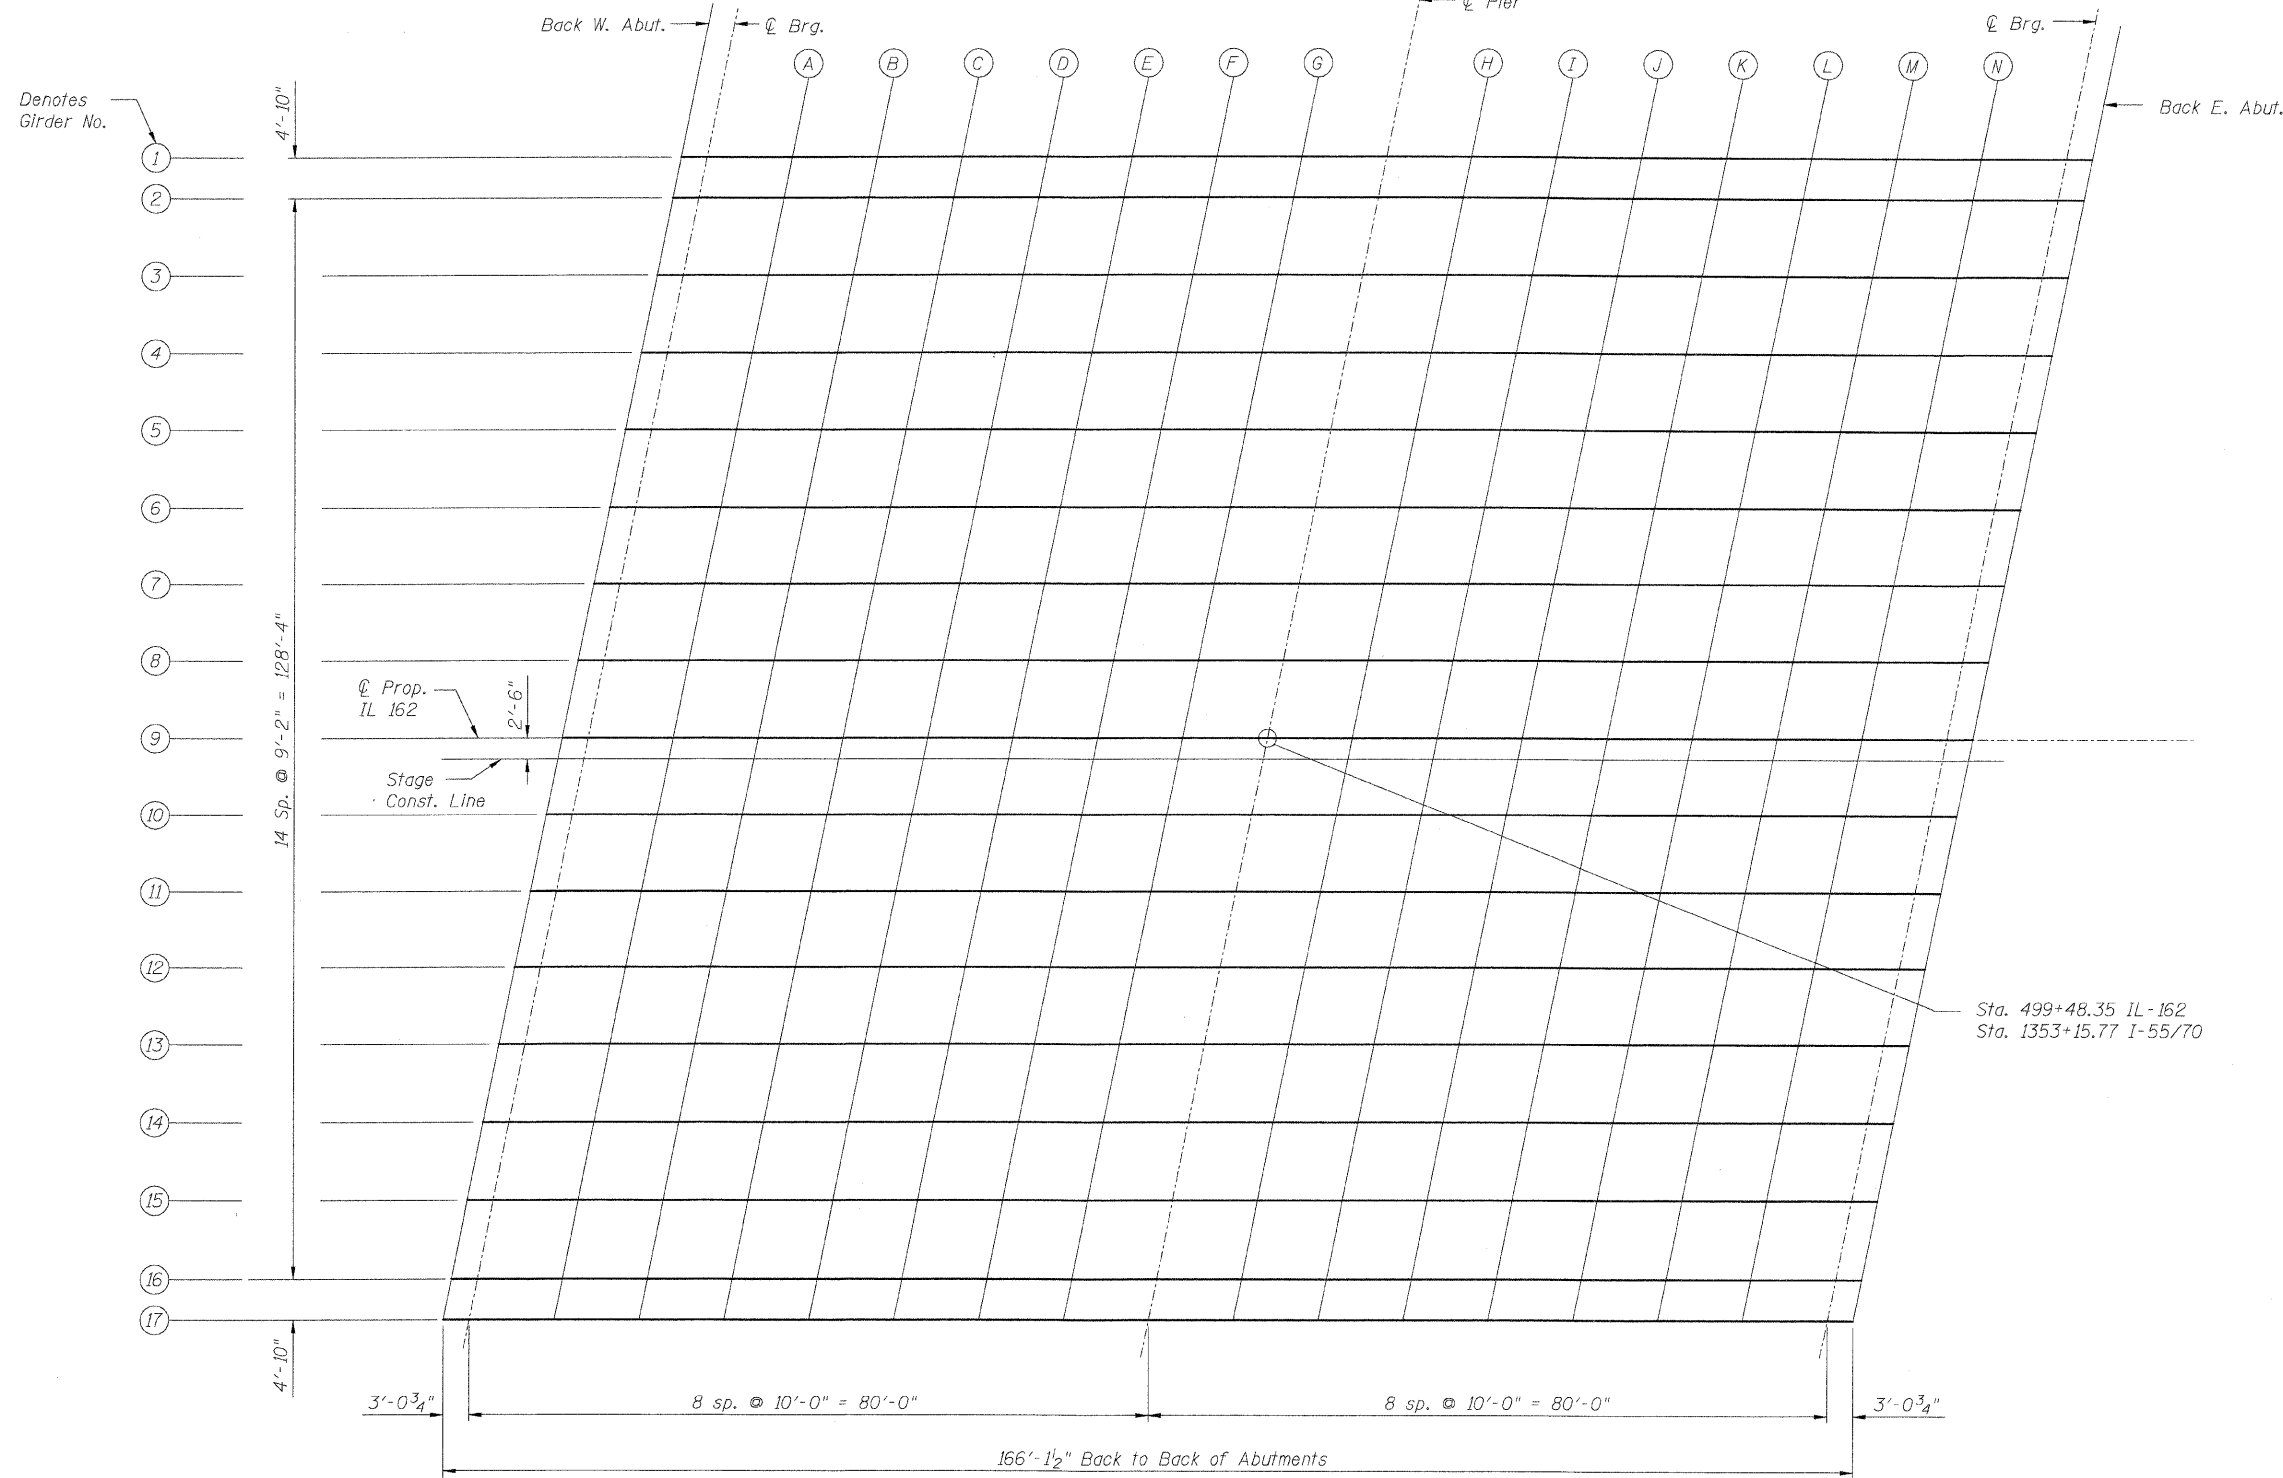 ℄ Pier
Back W. Abut.
℄ Brg.
℄ Brg.
A B C D E F G H I J K L M N
Denotes
Girder No.
4'-10"
Back E. Abut.
1
2
3
4
5
6
7
8
14 Sp. @ 9'-2" = 128'-4"
℄ Prop.
IL 162
2'-6"
9
Stage
Const. Line
10
11
12
Sta. 499+48.35 IL-162
Sta. 1353+15.77 I-55/70
13
14
15
16
17
4'-10"
3'-0¾"
8 sp. @ 10'-0" = 80'-0"
8 sp. @ 10'-0" = 80'-0"
3'-0¾"
166'-1½" Back to Back of Abutments